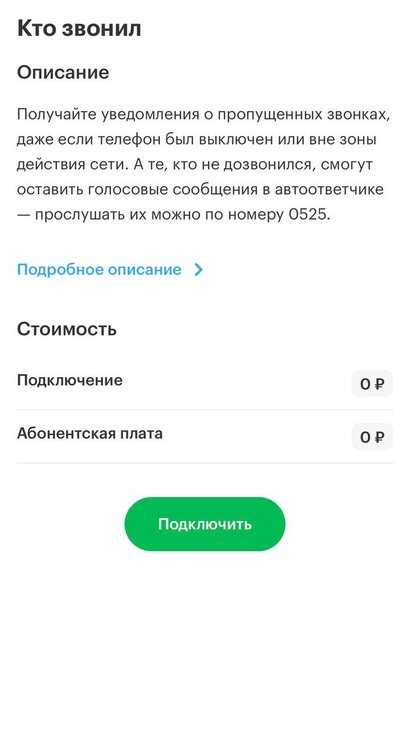 Кто звонил
Описание
Получайте уведомления о пропущенных звонках,
даже если телефон был выключен или вне зоны
действия сети. А те, кто не дозвонился, смогут
оставить голосовые сообщения в автоответчике
— прослушать их можно по номеру 0525.
Подробное описание
Стоимость
Подключение 0 ₽
Абонентская плата 0 ₽
Подключить